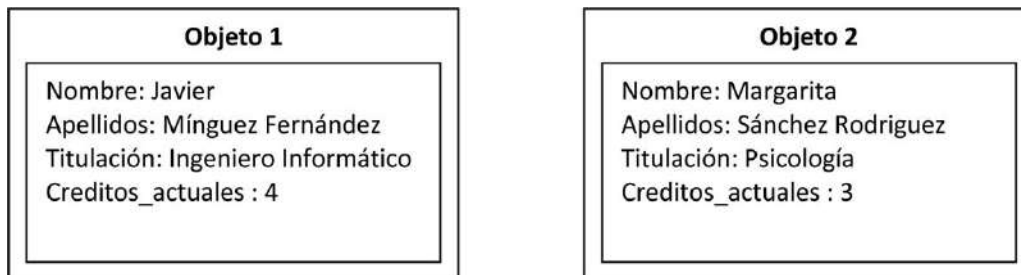 Objeto 1
Nombre: Javier
Apellidos: Mínguez Fernández
Titulación: Ingeniero Informático
Creditos_actuales : 4
Objeto 2
Nombre: Margarita
Apellidos: Sánchez Rodriguez
Titulación: Psicología
Creditos_actuales : 3